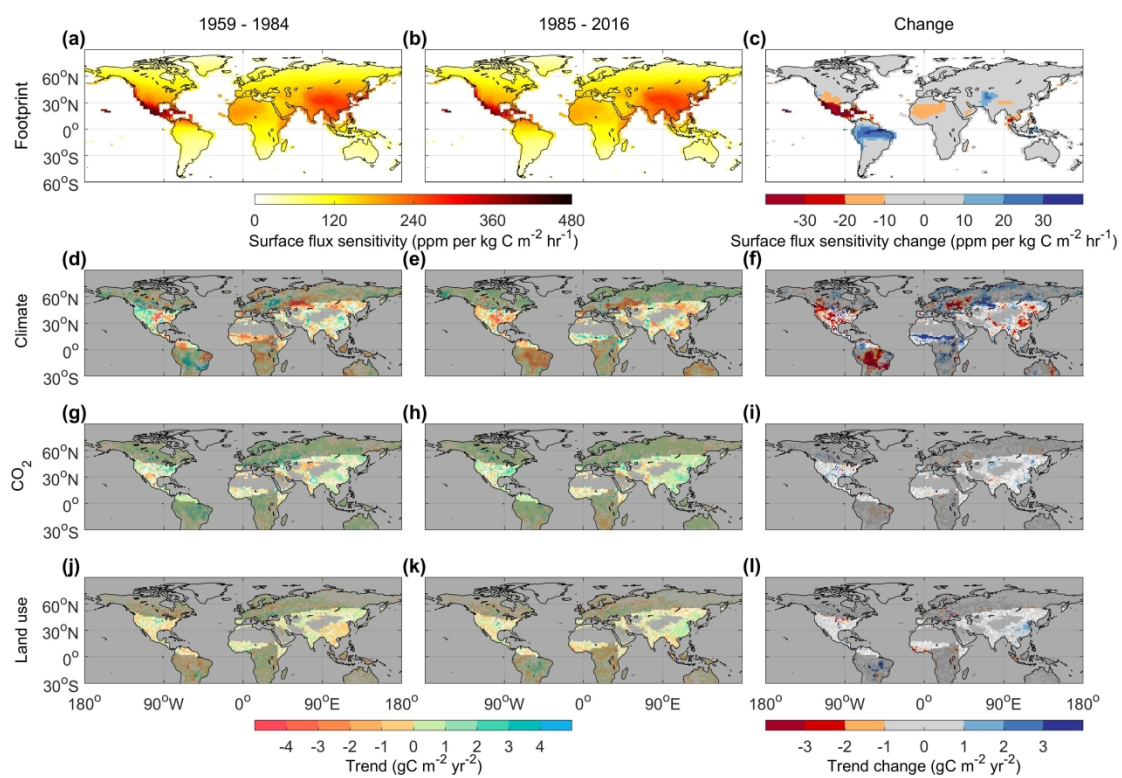 1959 - 1984
1985 - 2016
Change
(a)
(b)
(c)
Footprint
60°N
30°N
0°
30°S
60°S
0 120 240 360 480
Surface flux sensitivity (ppm per kg C m⁻² hr⁻¹)
-30 -20 -10 0 10 20 30
Surface flux sensitivity change (ppm per kg C m⁻² hr⁻¹)
(d)
(e)
(f)
Climate
60°N
30°N
0°
30°S
(g)
(h)
(i)
CO₂
60°N
30°N
0°
30°S
(j)
(k)
(l)
Land use
60°N
30°N
0°
30°S
180° 90°W 0° 90°E 180° 90°W 0° 90°E 180° 90°W 0° 90°E 180°
-4 -3 -2 -1 0 1 2 3 4
Trend (gC m⁻² yr⁻²)
-3 -2 -1 0 1 2 3
Trend change (gC m⁻² yr⁻²)